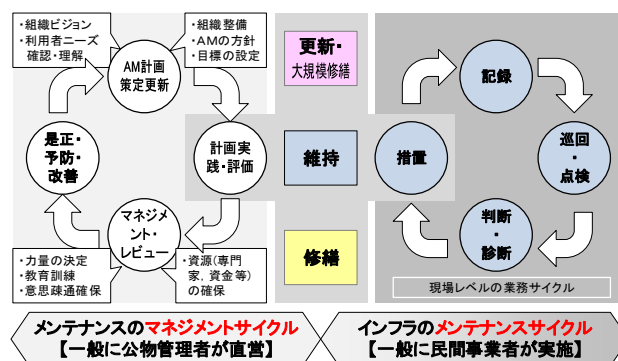 ・組織ビジョン
・利用者ニーズ
確認・理解
・組織整備
・AMの方針
・目標の設定
AM計画
策定更新
是正・
予防・
改善
計画実
践・評価
マネジ
メント・
レビュー
・力量の決定
・教育訓練
・意思疎通確保
・資源(専門
家，資金等)
の確保
更新・
大規模修繕
維持
修繕
記録
措置
巡回
・
点検
判断
・
診断
現場レベルの業務サイクル
メンテナンスのマネジメントサイクル
【一般に公物管理者が直営】
インフラのメンテナンスサイクル
【一般に民間事業者が実施】